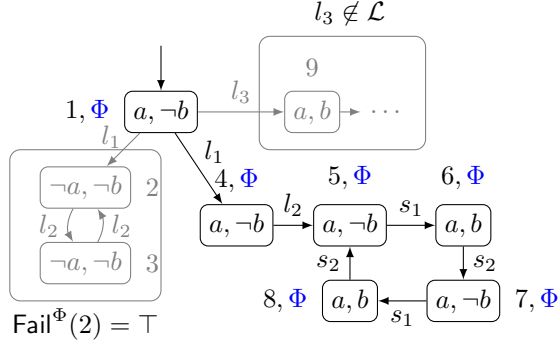 l₃ ∉ ℒ
9
1, Φ
a, ¬b
l₃
a, b
⋯
l₁
l₁
4, Φ
5, Φ
6, Φ
¬a, ¬b
2
l₂
l₂
a, ¬b
l₂
a, ¬b
s₁
a, b
s₂
s₂
¬a, ¬b
3
8, Φ
a, b
s₁
a, ¬b
7, Φ
Fail^Φ(2) = ⊤